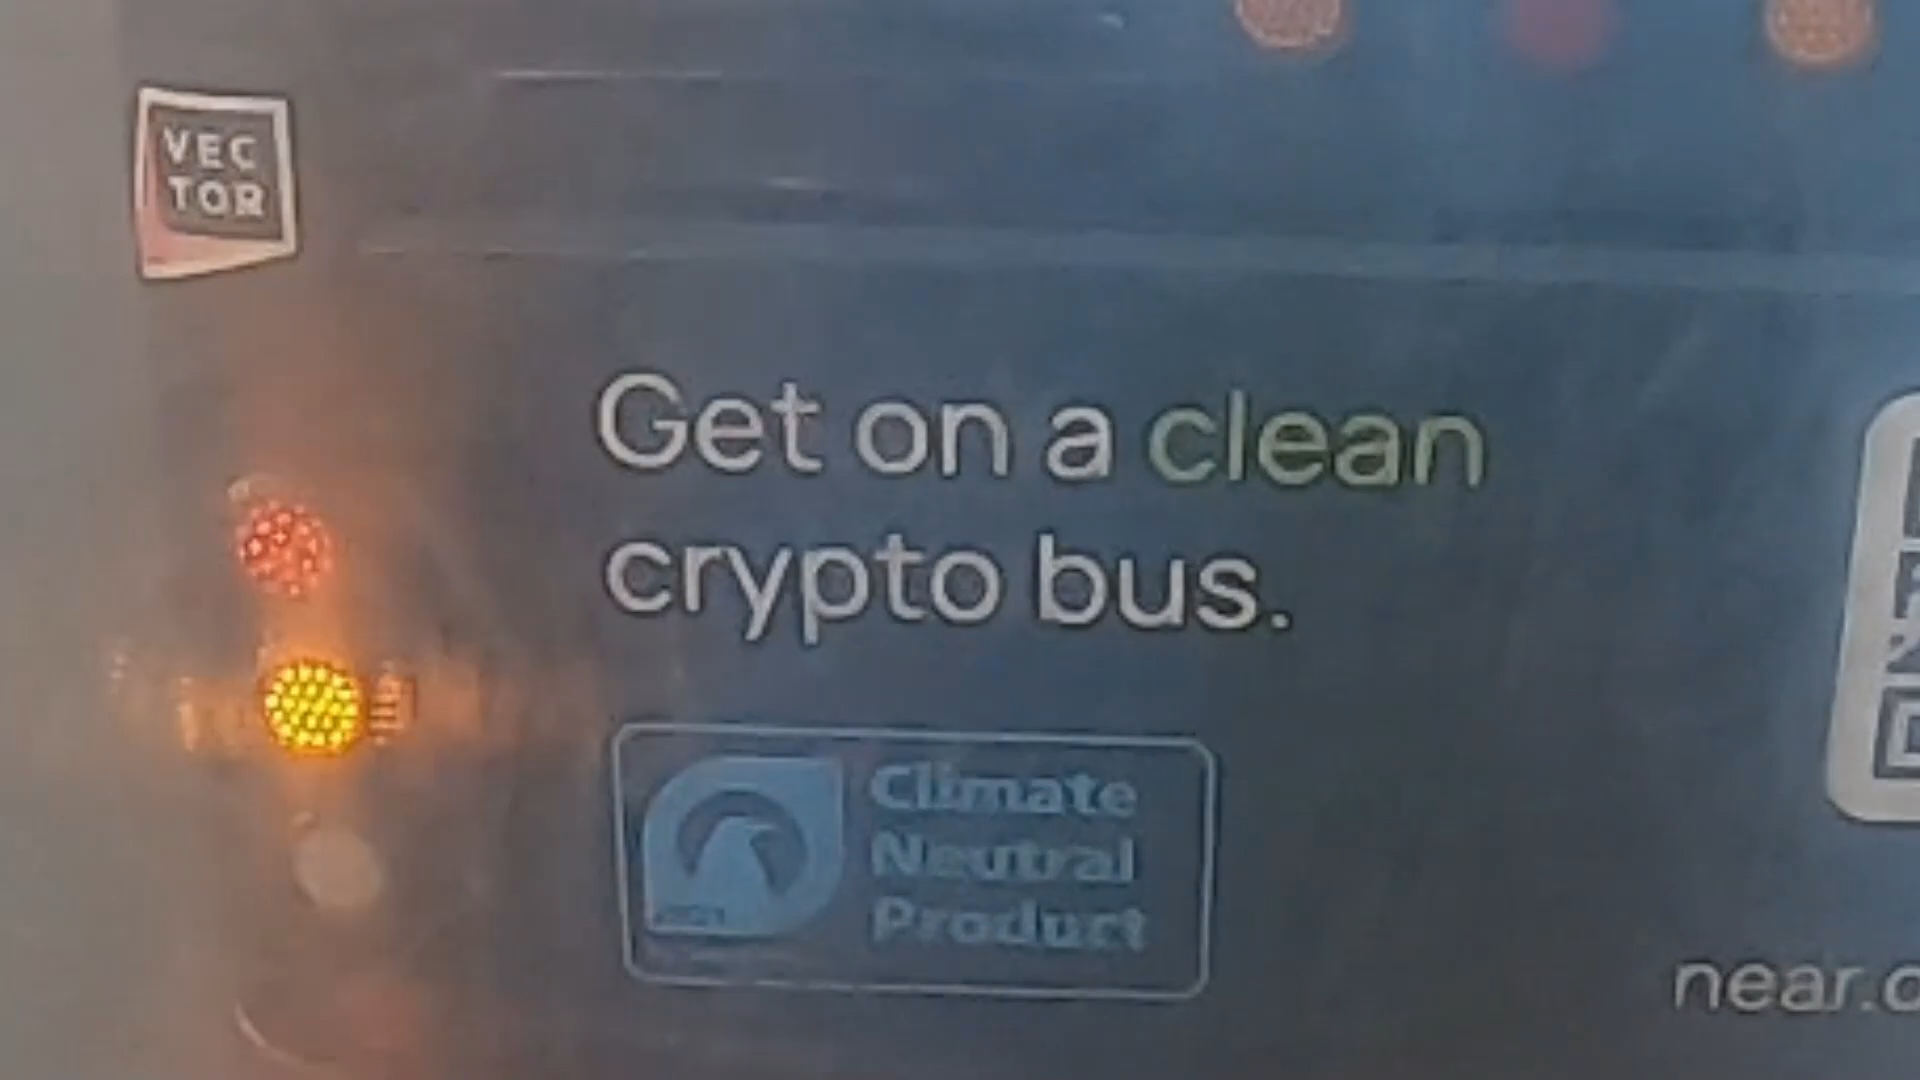 VEC
TOR
Get on a clean
crypto bus.
Climate
Neutral
Product
near.o